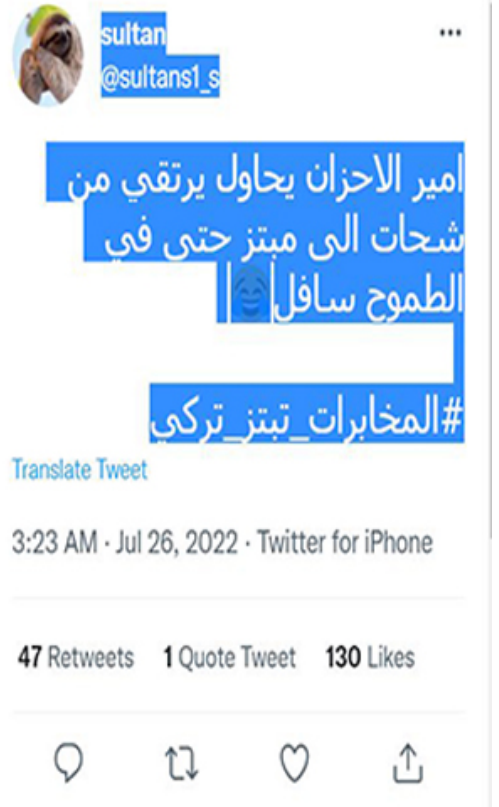 sultan
@sultans1_s
امير الاحزان يحاول يرتقي من
شحات الى مبتز حتى في
الطموح سافل😂
#المخابرات_تبتز_تركي
Translate Tweet
3:23 AM · Jul 26, 2022 · Twitter for iPhone
47 Retweets 1 Quote Tweet 130 Likes